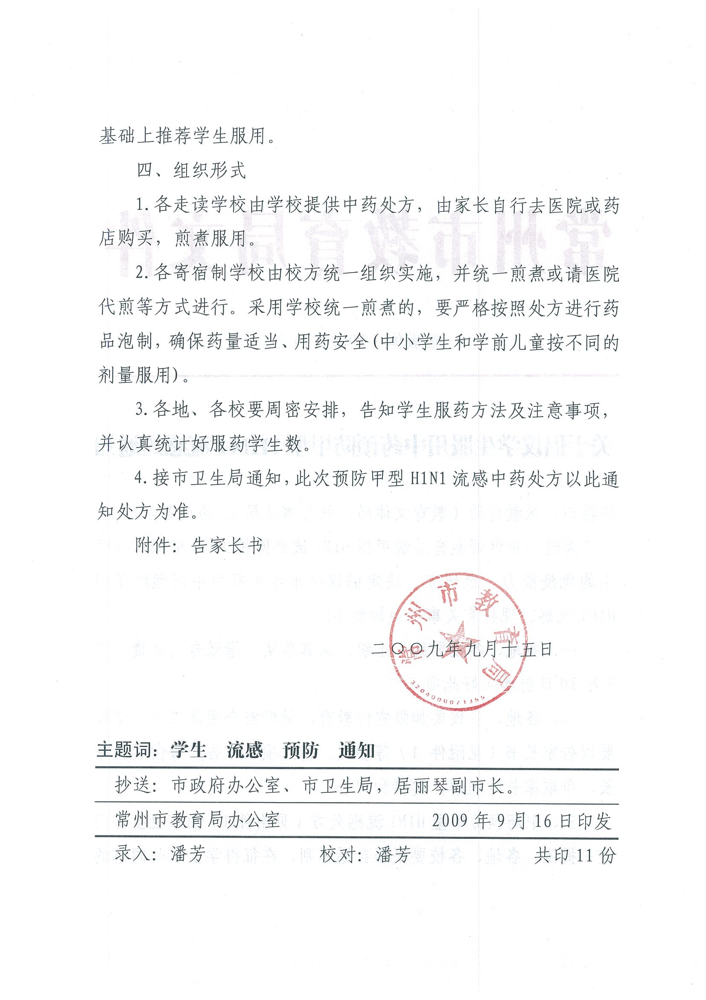 基础上推荐学生服用。
四、组织形式
1.各走读学校由学校提供中药处方，由家长自行去医院或药
店购买，煎煮服用。
2.各寄宿制学校由校方统一组织实施，并统一煎煮或请医院
代煎等方式进行。采用学校统一煎煮的，要严格按照处方进行药
品泡制，确保药量适当、用药安全(中小学生和学前儿童按不同的
剂量服用)。
3.各地、各校要周密安排，告知学生服药方法及注意事项，
并认真统计好服药学生数。
4.接市卫生局通知，此次预防甲型 H1N1 流感中药处方以此通
知处方为准。
附件：告家长书
常州市教育局
二〇〇九年九月十五日
3204000071355
主题词：学生 流感 预防 通知
抄送：市政府办公室、市卫生局，居丽琴副市长。
常州市教育局办公室 2009 年 9 月 16 日印发
录入：潘芳 校对：潘芳 共印 11 份